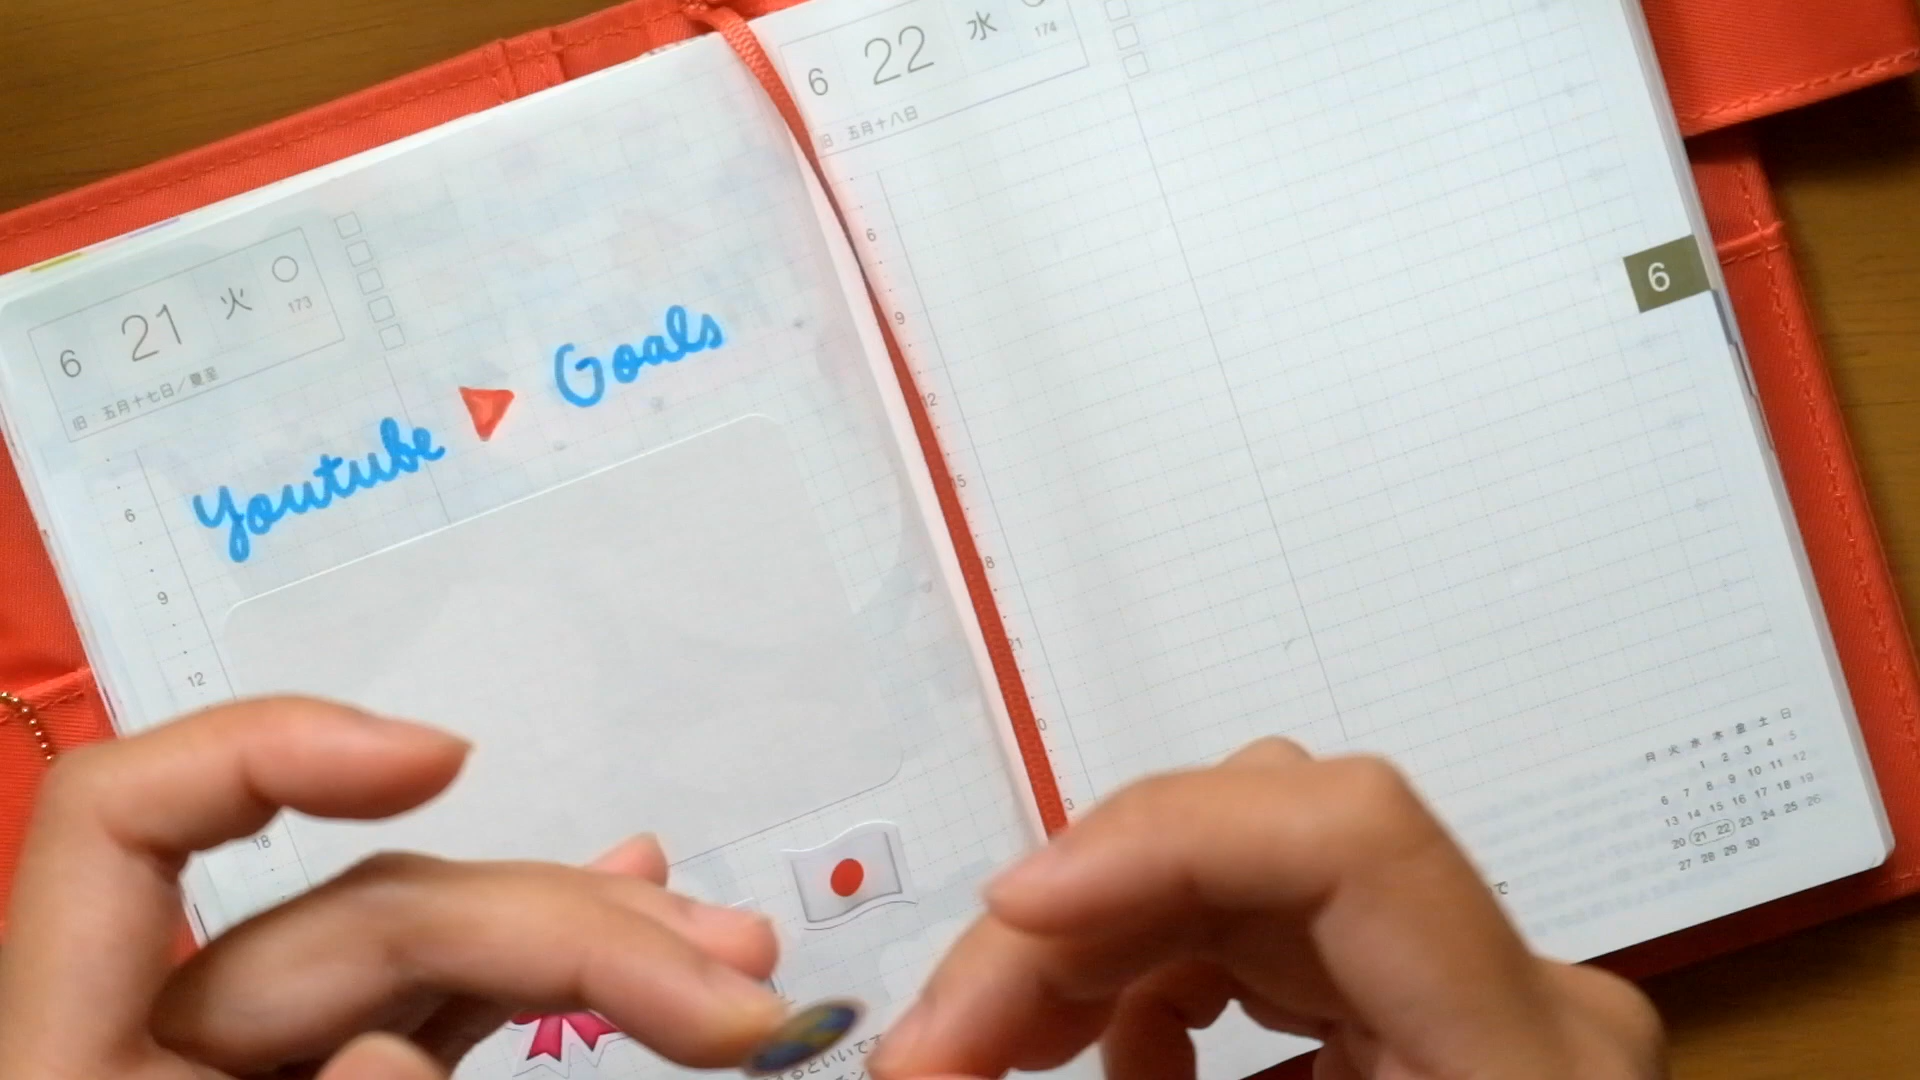 6 21 火
173
旧:五月十七日/夏至
Youtube ▶ Goals
6
9
12
18
6 22 水
174
旧:五月十八日
6
9
12
15
18
21
0
3
6
月 火 水 木 金 土 日
1 2 3 4 5
6 7 8 9 10 11 12
13 14 15 16 17 18 19
20 21 22 23 24 25 26
27 28 29 30
で